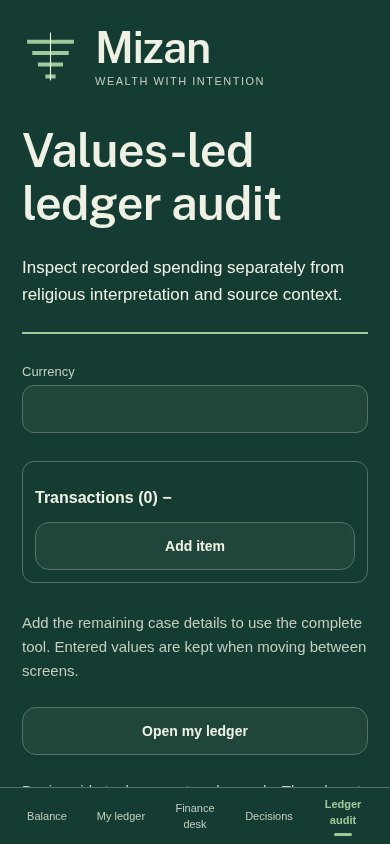 Mizan
WEALTH WITH INTENTION
Values-led
ledger audit
Inspect recorded spending separately from
religious interpretation and source context.
Currency
Transactions (0) –
Add item
Add the remaining case details to use the complete
tool. Entered values are kept when moving between
screens.
Open my ledger
Balance
My ledger
Finance
desk
Decisions
Ledger
audit